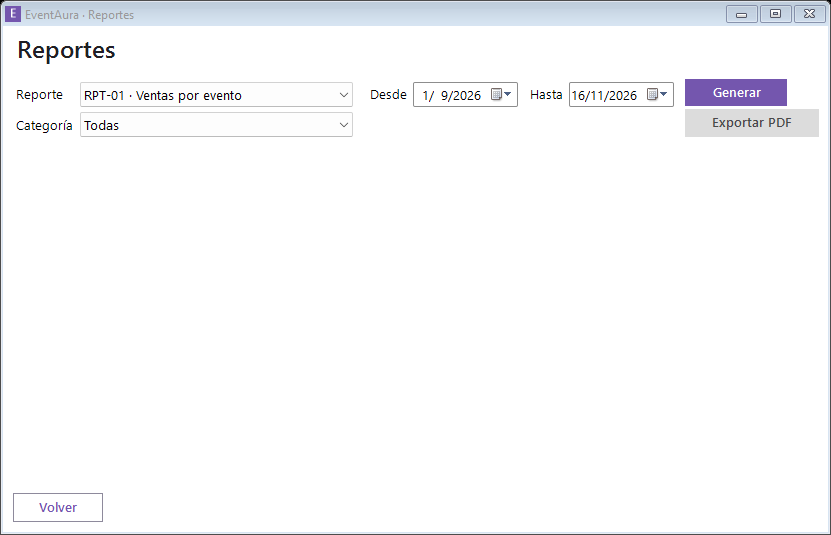 E EventAura · Reportes
Reportes
Reporte RPT-01 · Ventas por evento Desde 1/ 9/2026 Hasta 16/11/2026 Generar
Categoría Todas Exportar PDF
Volver